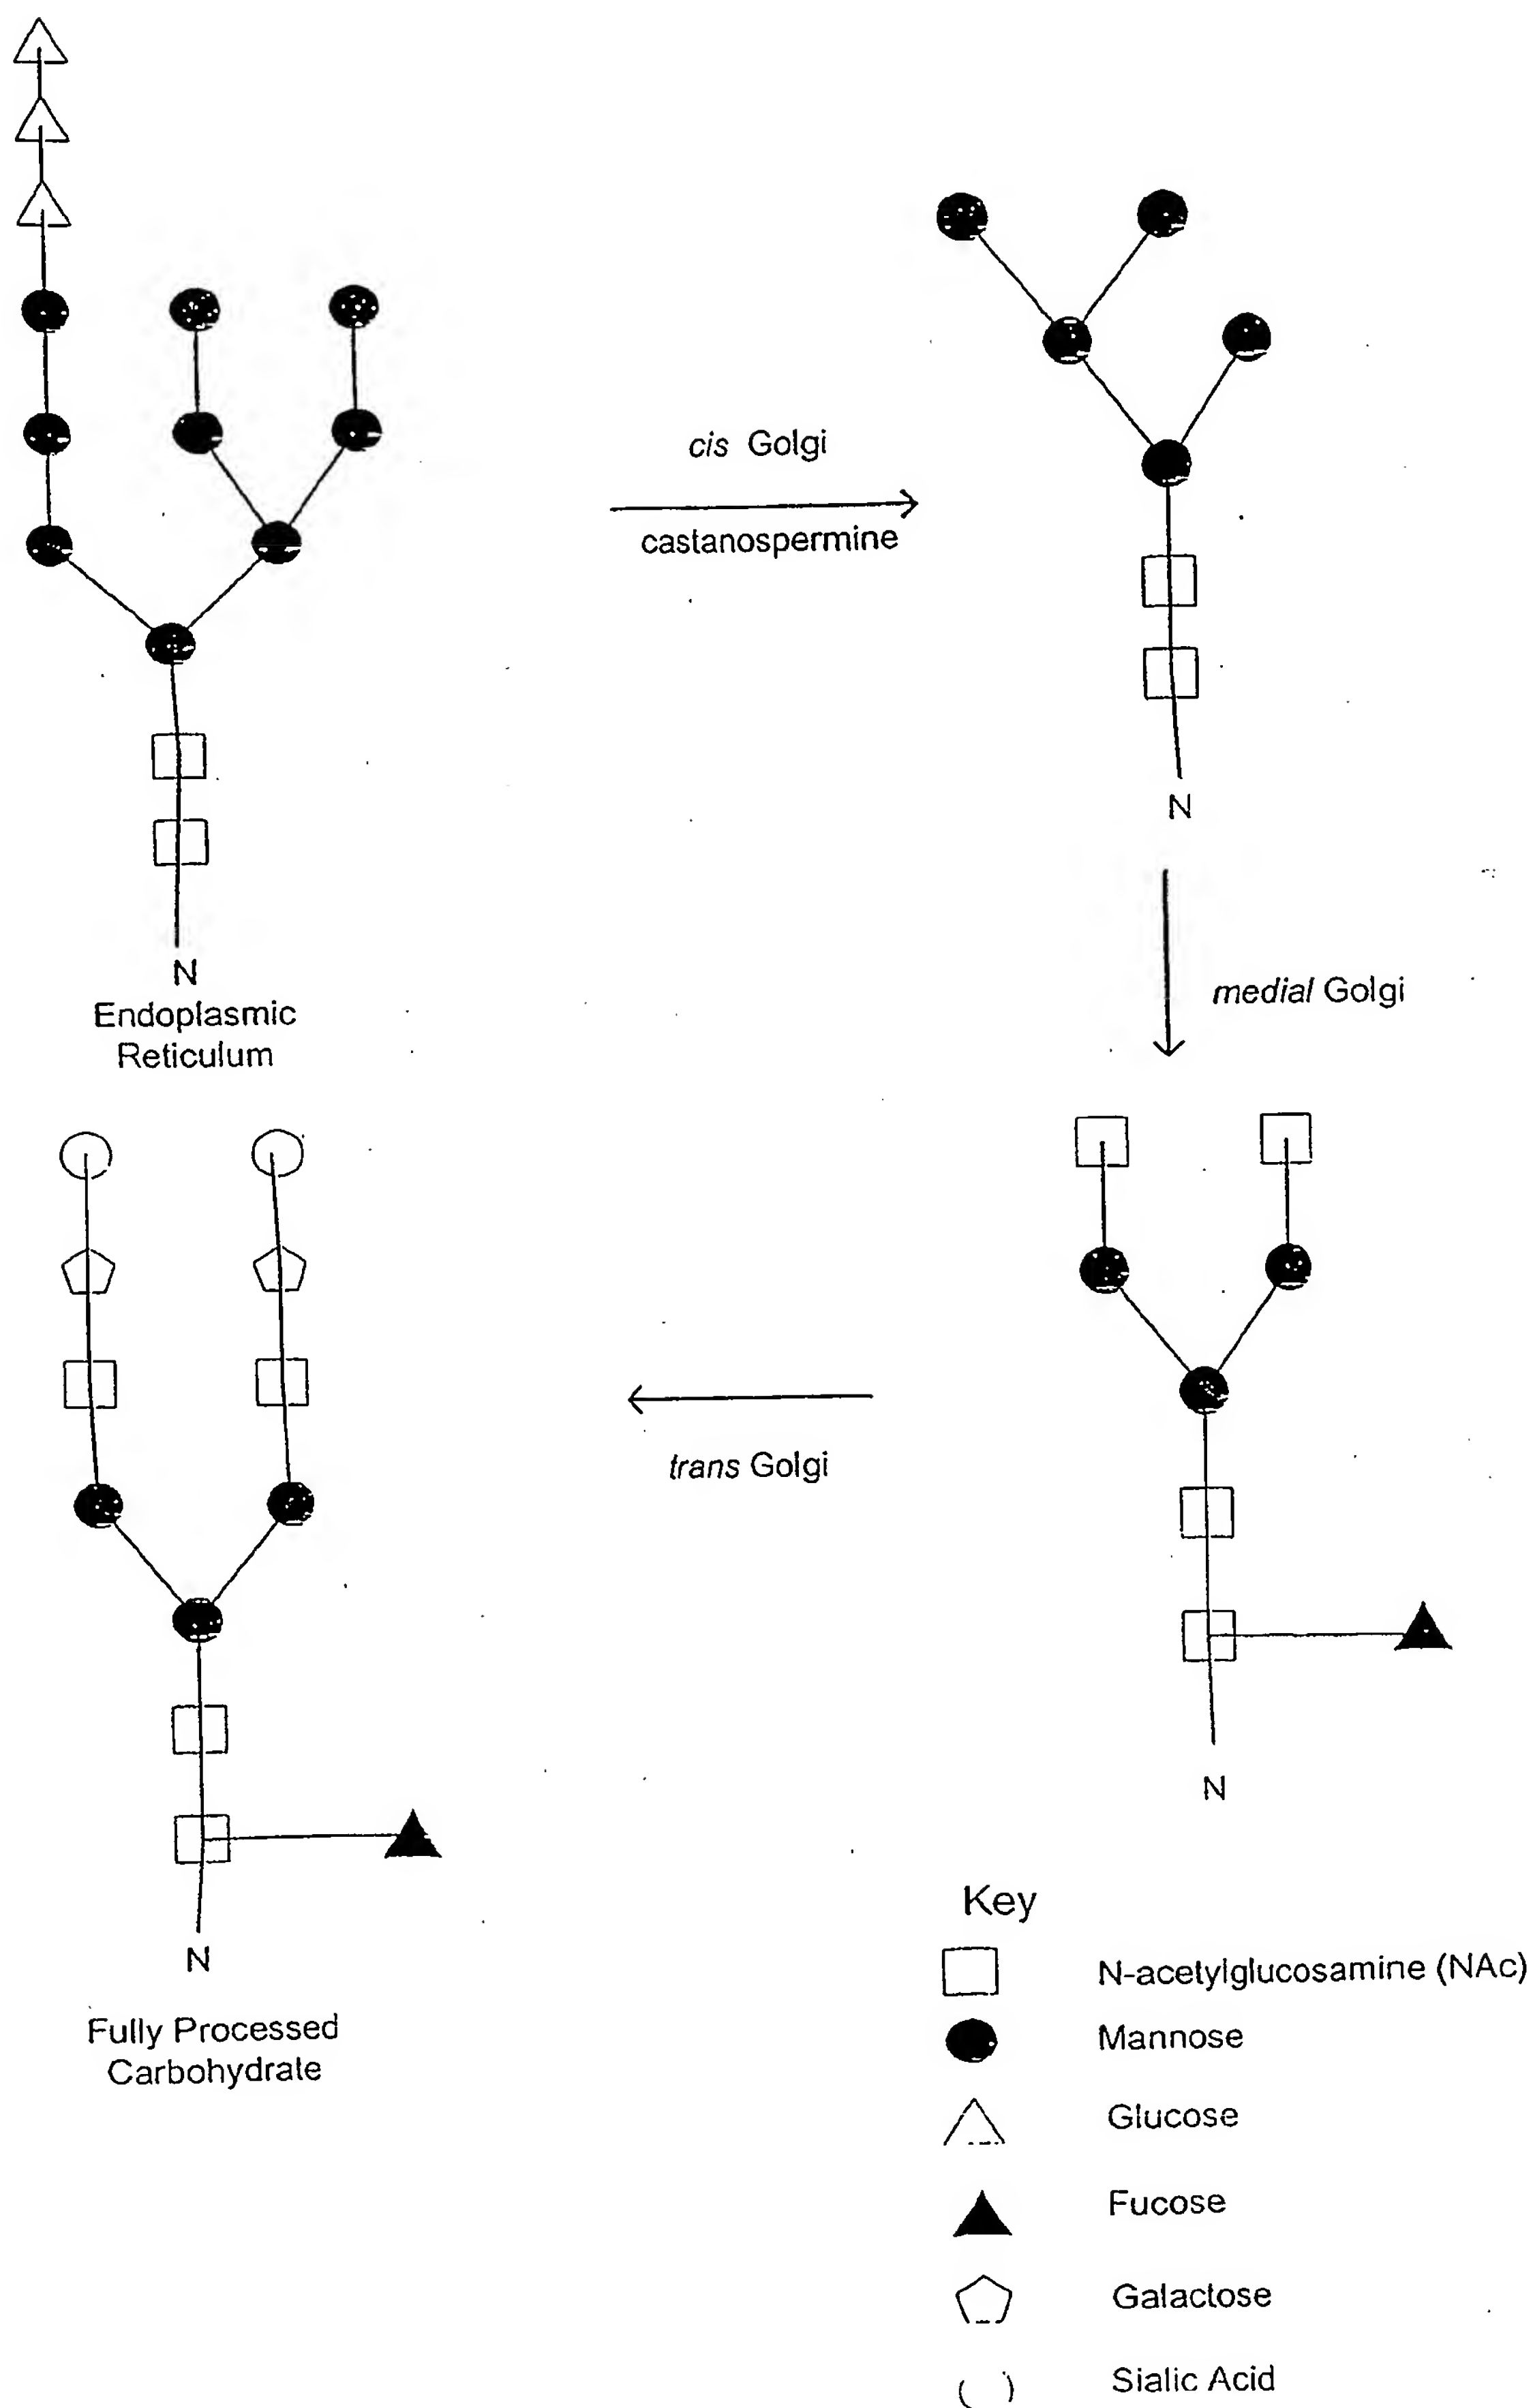 cis Golgi
castanospermine
N
N
Endoplasmic
Reticulum
medial Golgi
trans Golgi
N
N
Fully Processed
Carbohydrate
Key
N-acetylglucosamine (NAc)
Mannose
Glucose
Fucose
Galactose
Sialic Acid